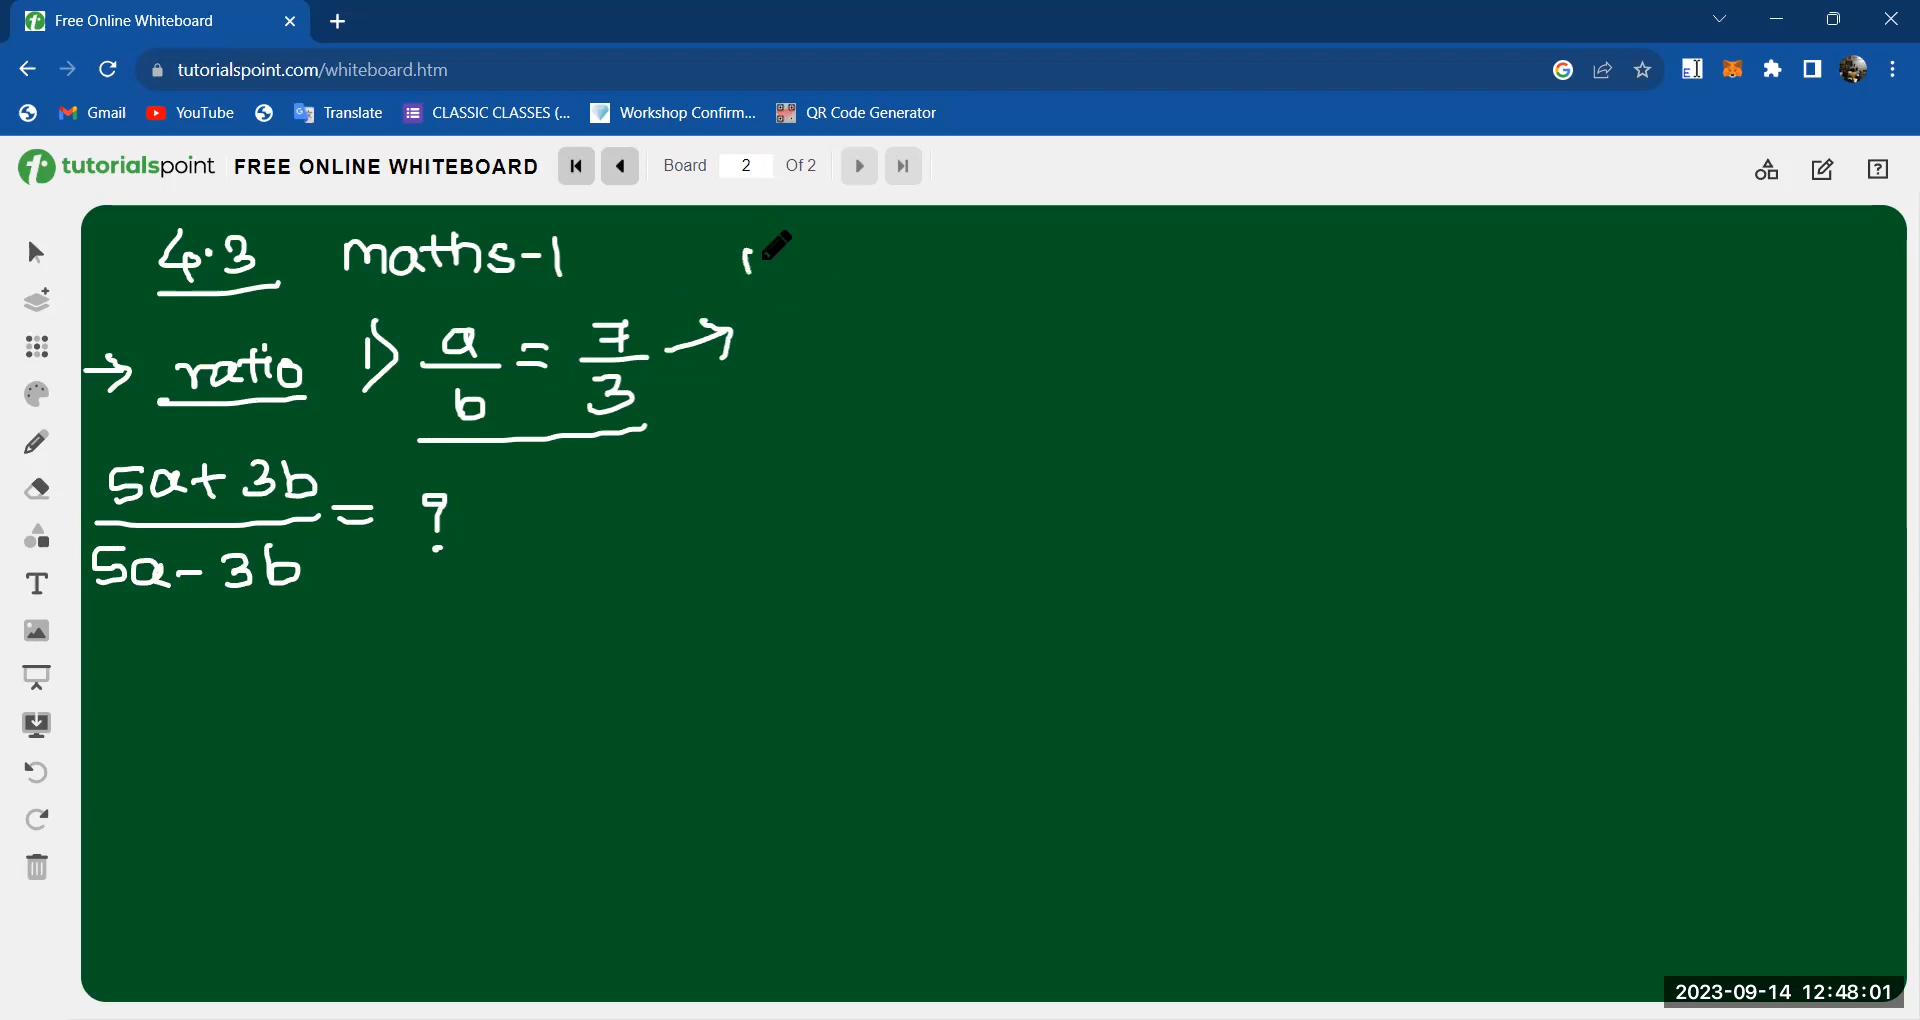 Free Online Whiteboard
tutorialspoint.com/whiteboard.htm
Gmail YouTube Translate CLASSIC CLASSES (... Workshop Confirm... QR Code Generator
tutorialspoint FREE ONLINE WHITEBOARD Board 2 Of 2
4.3 maths-1
→ ratio 1> a/b = 7/3 →
5a+3b/5a-3b = ?
2023-09-14 12:48:01